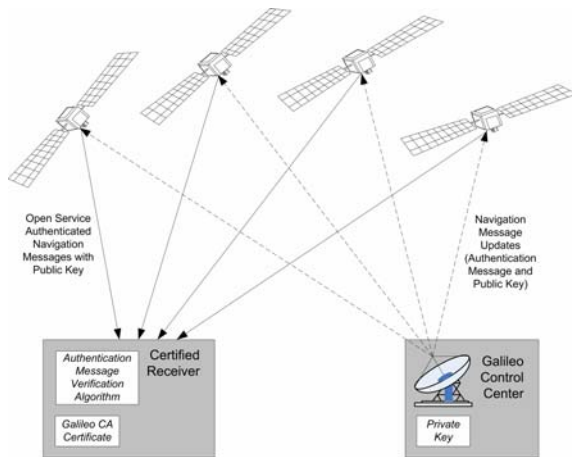 Open Service
Authenticated
Navigation
Messages with
Public Key
Navigation
Message
Updates
(Authentication
Message and
Public Key)
Authentication
Message
Verification
Algorithm
Certified
Receiver
Galileo CA
Certificate
Galileo
Control
Center
Private
Key